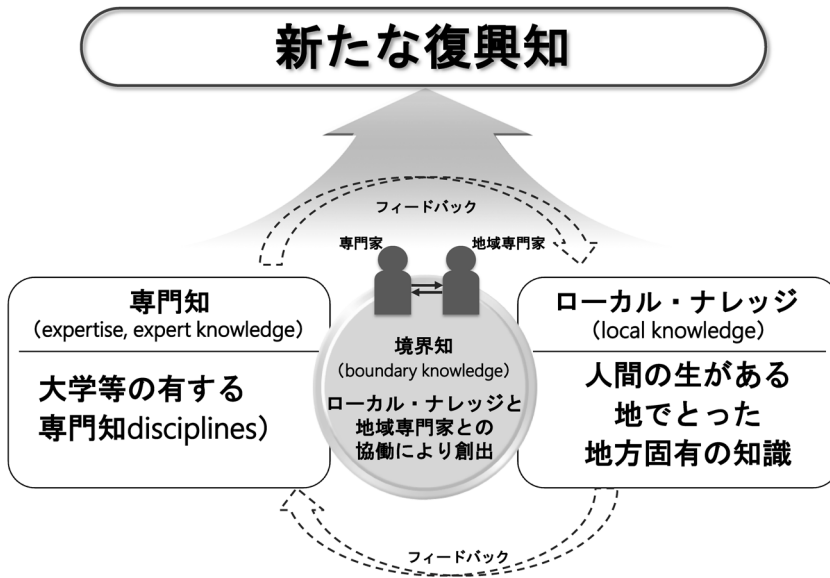 新たな復興知
フィードバック
専門家
地域専門家
専門知
（expertise, expert knowledge）
大学等の有する
専門知disciplines）
境界知
（boundary knowledge）
ローカル・ナレッジと
地域専門家との
協働により創出
ローカル・ナレッジ
（local knowledge）
人間の生がある
地でとった
地方固有の知識
フィードバック